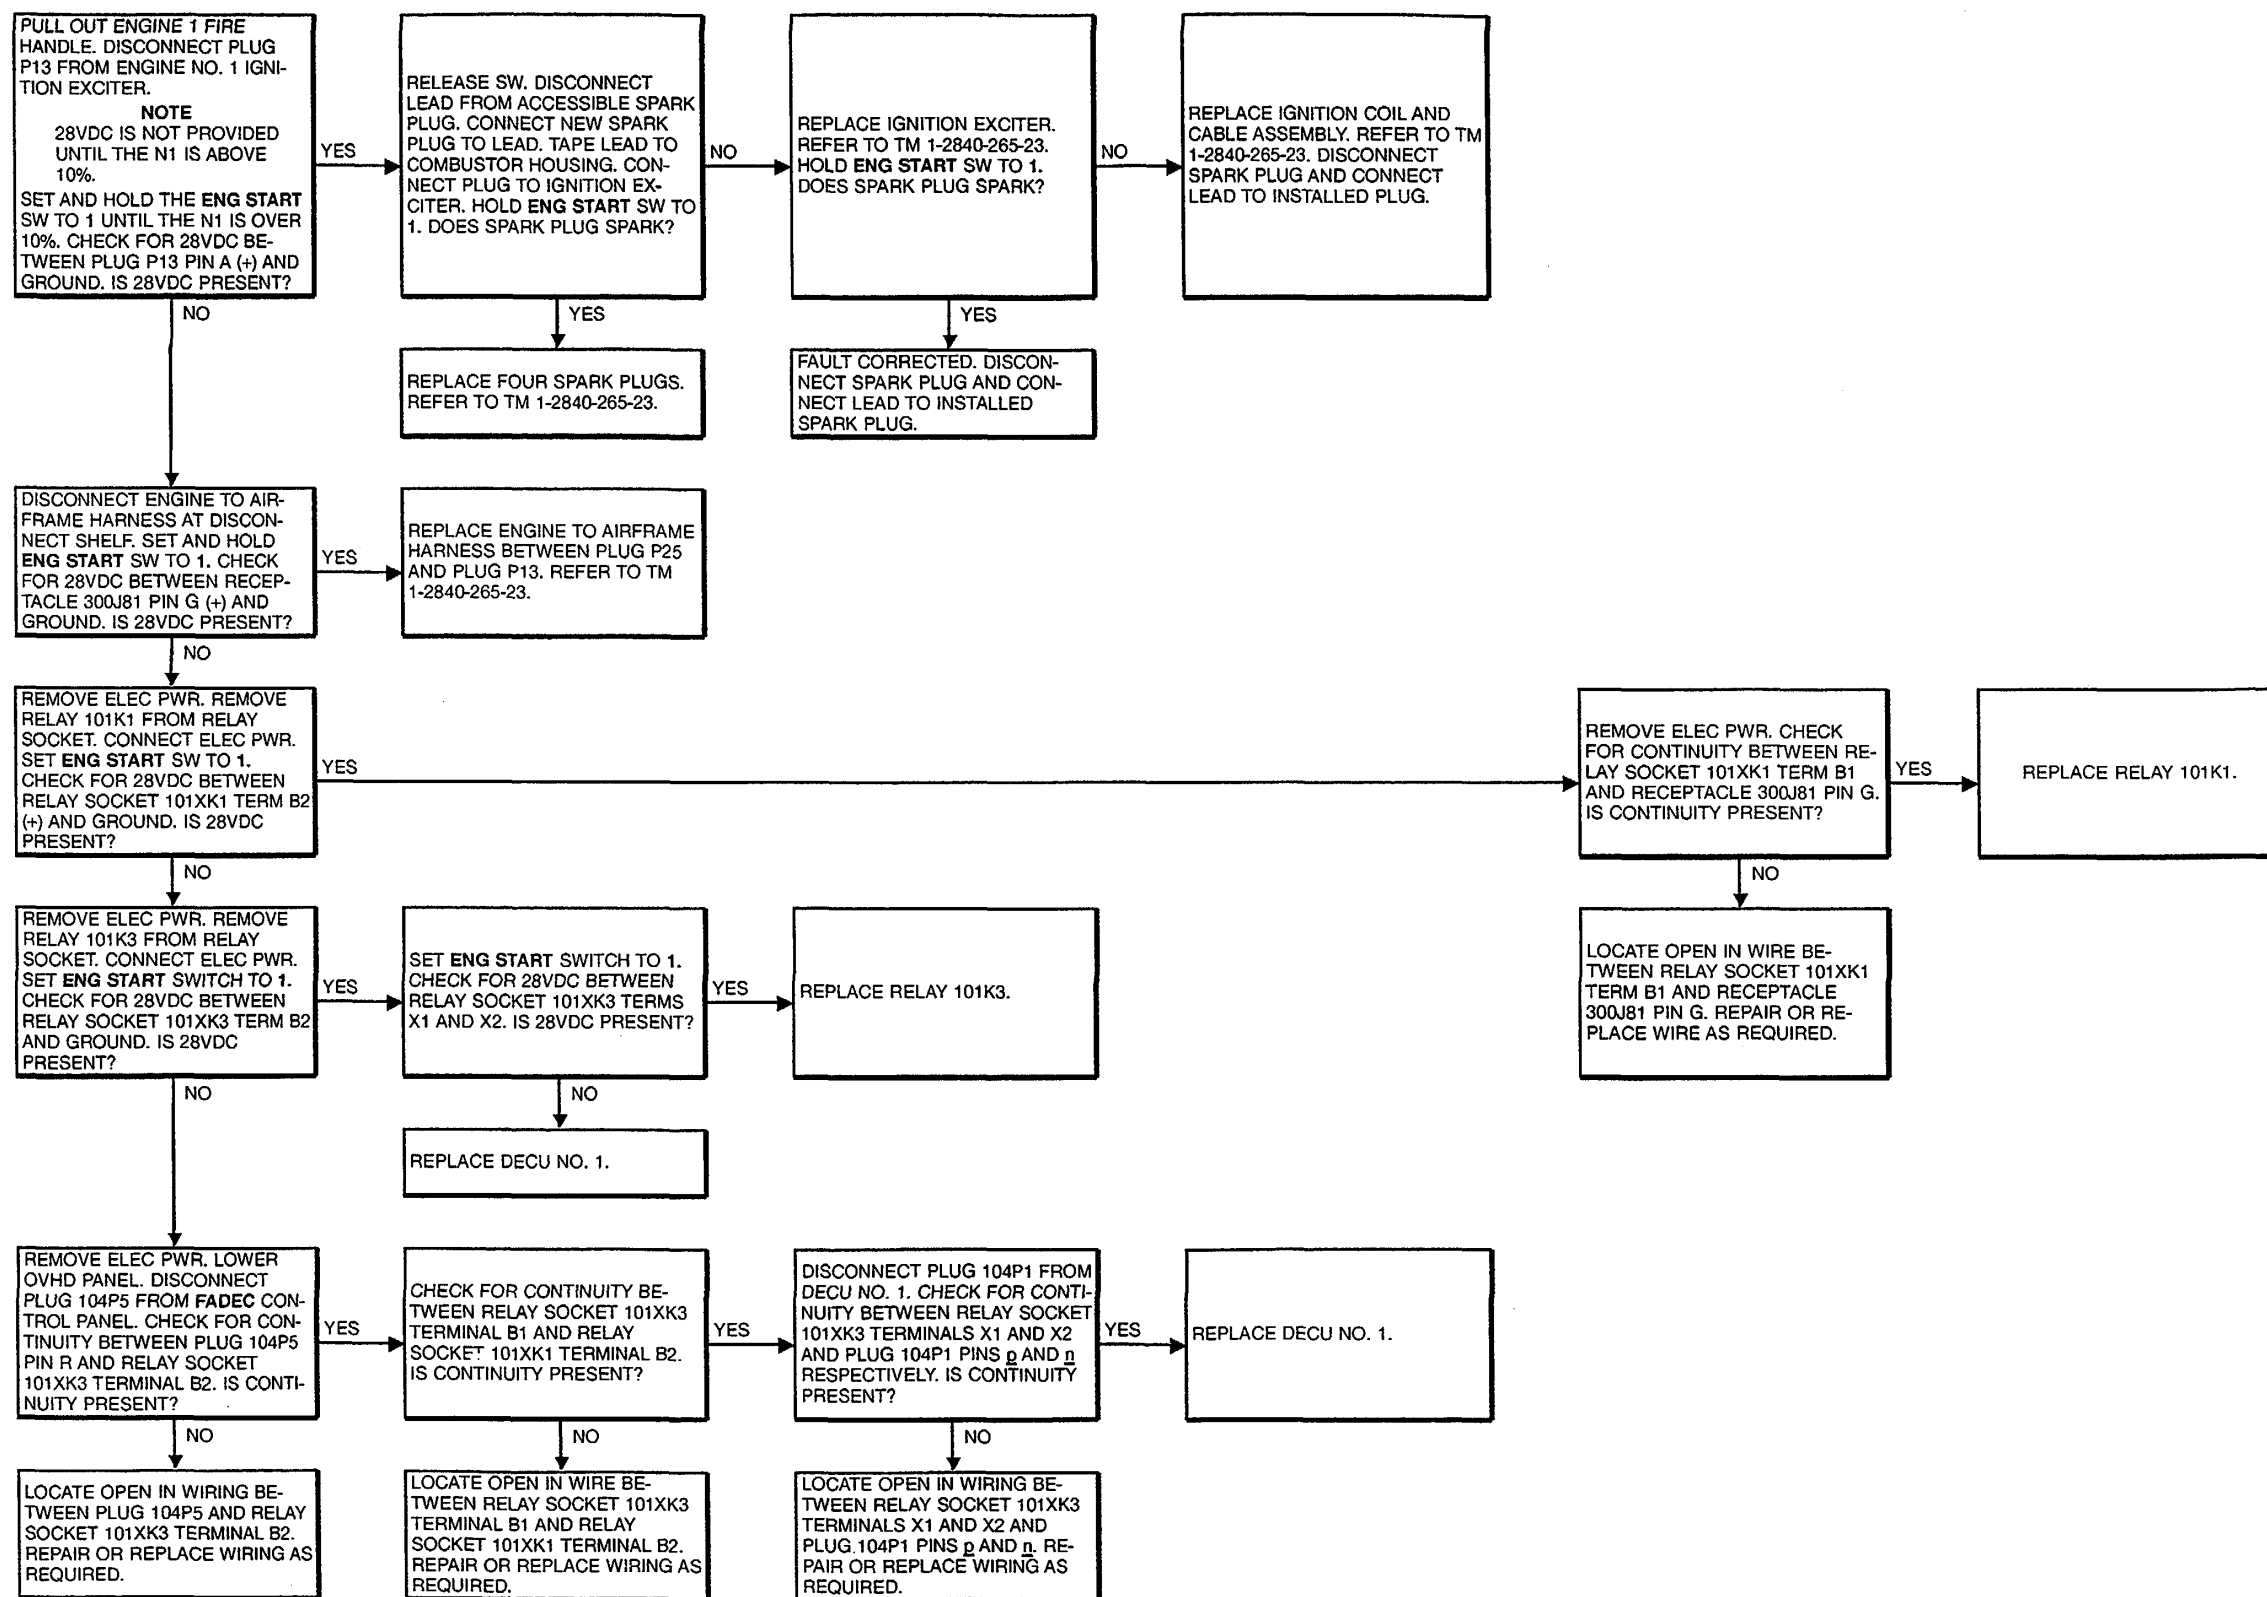 PULL OUT ENGINE 1 FIRE
HANDLE. DISCONNECT PLUG
P13 FROM ENGINE NO. 1 IGNI-
TION EXCITER.
NOTE
28VDC IS NOT PROVIDED
UNTIL THE N1 IS ABOVE
10%.
SET AND HOLD THE ENG START
SW TO 1 UNTIL THE N1 IS OVER
10%. CHECK FOR 28VDC BE-
TWEEN PLUG P13 PIN A (+) AND
GROUND. IS 28VDC PRESENT?
YES
RELEASE SW. DISCONNECT
LEAD FROM ACCESSIBLE SPARK
PLUG. CONNECT NEW SPARK
PLUG TO LEAD. TAPE LEAD TO
COMBUSTOR HOUSING. CON-
NECT PLUG TO IGNITION EX-
CITER. HOLD ENG START SW TO
1. DOES SPARK PLUG SPARK?
NO
REPLACE IGNITION EXCITER.
REFER TO TM 1-2840-265-23.
HOLD ENG START SW TO 1.
DOES SPARK PLUG SPARK?
NO
REPLACE IGNITION COIL AND
CABLE ASSEMBLY. REFER TO TM
1-2840-265-23. DISCONNECT
SPARK PLUG AND CONNECT
LEAD TO INSTALLED PLUG.
NO
YES
YES
REPLACE FOUR SPARK PLUGS.
REFER TO TM 1-2840-265-23.
FAULT CORRECTED. DISCON-
NECT SPARK PLUG AND CON-
NECT LEAD TO INSTALLED
SPARK PLUG.
DISCONNECT ENGINE TO AIR-
FRAME HARNESS AT DISCON-
NECT SHELF. SET AND HOLD
ENG START SW TO 1. CHECK
FOR 28VDC BETWEEN RECEP-
TACLE 300J81 PIN G (+) AND
GROUND. IS 28VDC PRESENT?
YES
REPLACE ENGINE TO AIRFRAME
HARNESS BETWEEN PLUG P25
AND PLUG P13. REFER TO TM
1-2840-265-23.
NO
REMOVE ELEC PWR. REMOVE
RELAY 101K1 FROM RELAY
SOCKET. CONNECT ELEC PWR.
SET ENG START SW TO 1.
CHECK FOR 28VDC BETWEEN
RELAY SOCKET 101XK1 TERM B2
(+) AND GROUND. IS 28VDC
PRESENT?
YES
REMOVE ELEC PWR. CHECK
FOR CONTINUITY BETWEEN RE-
LAY SOCKET 101XK1 TERM B1
AND RECEPTACLE 300J81 PIN G.
IS CONTINUITY PRESENT?
YES
REPLACE RELAY 101K1.
NO
NO
REMOVE ELEC PWR. REMOVE
RELAY 101K3 FROM RELAY
SOCKET. CONNECT ELEC PWR.
SET ENG START SWITCH TO 1.
CHECK FOR 28VDC BETWEEN
RELAY SOCKET 101XK3 TERM B2
AND GROUND. IS 28VDC
PRESENT?
YES
SET ENG START SWITCH TO 1.
CHECK FOR 28VDC BETWEEN
RELAY SOCKET 101XK3 TERMS
X1 AND X2. IS 28VDC PRESENT?
YES
REPLACE RELAY 101K3.
LOCATE OPEN IN WIRE BE-
TWEEN RELAY SOCKET 101XK1
TERM B1 AND RECEPTACLE
300J81 PIN G. REPAIR OR RE-
PLACE WIRE AS REQUIRED.
NO
NO
REPLACE DECU NO. 1.
REMOVE ELEC PWR. LOWER
OVHD PANEL. DISCONNECT
PLUG 104P5 FROM FADEC CON-
TROL PANEL. CHECK FOR CON-
TINUITY BETWEEN PLUG 104P5
PIN R AND RELAY SOCKET
101XK3 TERMINAL B2. IS CONTI-
NUITY PRESENT?
YES
CHECK FOR CONTINUITY BE-
TWEEN RELAY SOCKET 101XK3
TERMINAL B1 AND RELAY
SOCKET 101XK1 TERMINAL B2.
IS CONTINUITY PRESENT?
YES
DISCONNECT PLUG 104P1 FROM
DECU NO. 1. CHECK FOR CONTI-
NUITY BETWEEN RELAY SOCKET
101XK3 TERMINALS X1 AND X2
AND PLUG 104P1 PINS p AND n
RESPECTIVELY. IS CONTINUITY
PRESENT?
YES
REPLACE DECU NO. 1.
NO
NO
NO
LOCATE OPEN IN WIRING BE-
TWEEN PLUG 104P5 AND RELAY
SOCKET 101XK3 TERMINAL B2.
REPAIR OR REPLACE WIRING AS
REQUIRED.
LOCATE OPEN IN WIRE BE-
TWEEN RELAY SOCKET 101XK3
TERMINAL B1 AND RELAY
SOCKET 101XK1 TERMINAL B2.
REPAIR OR REPLACE WIRING AS
REQUIRED.
LOCATE OPEN IN WIRING BE-
TWEEN RELAY SOCKET 101XK3
TERMINALS X1 AND X2 AND
PLUG 104P1 PINS p AND n. RE-
PAIR OR REPLACE WIRING AS
REQUIRED.